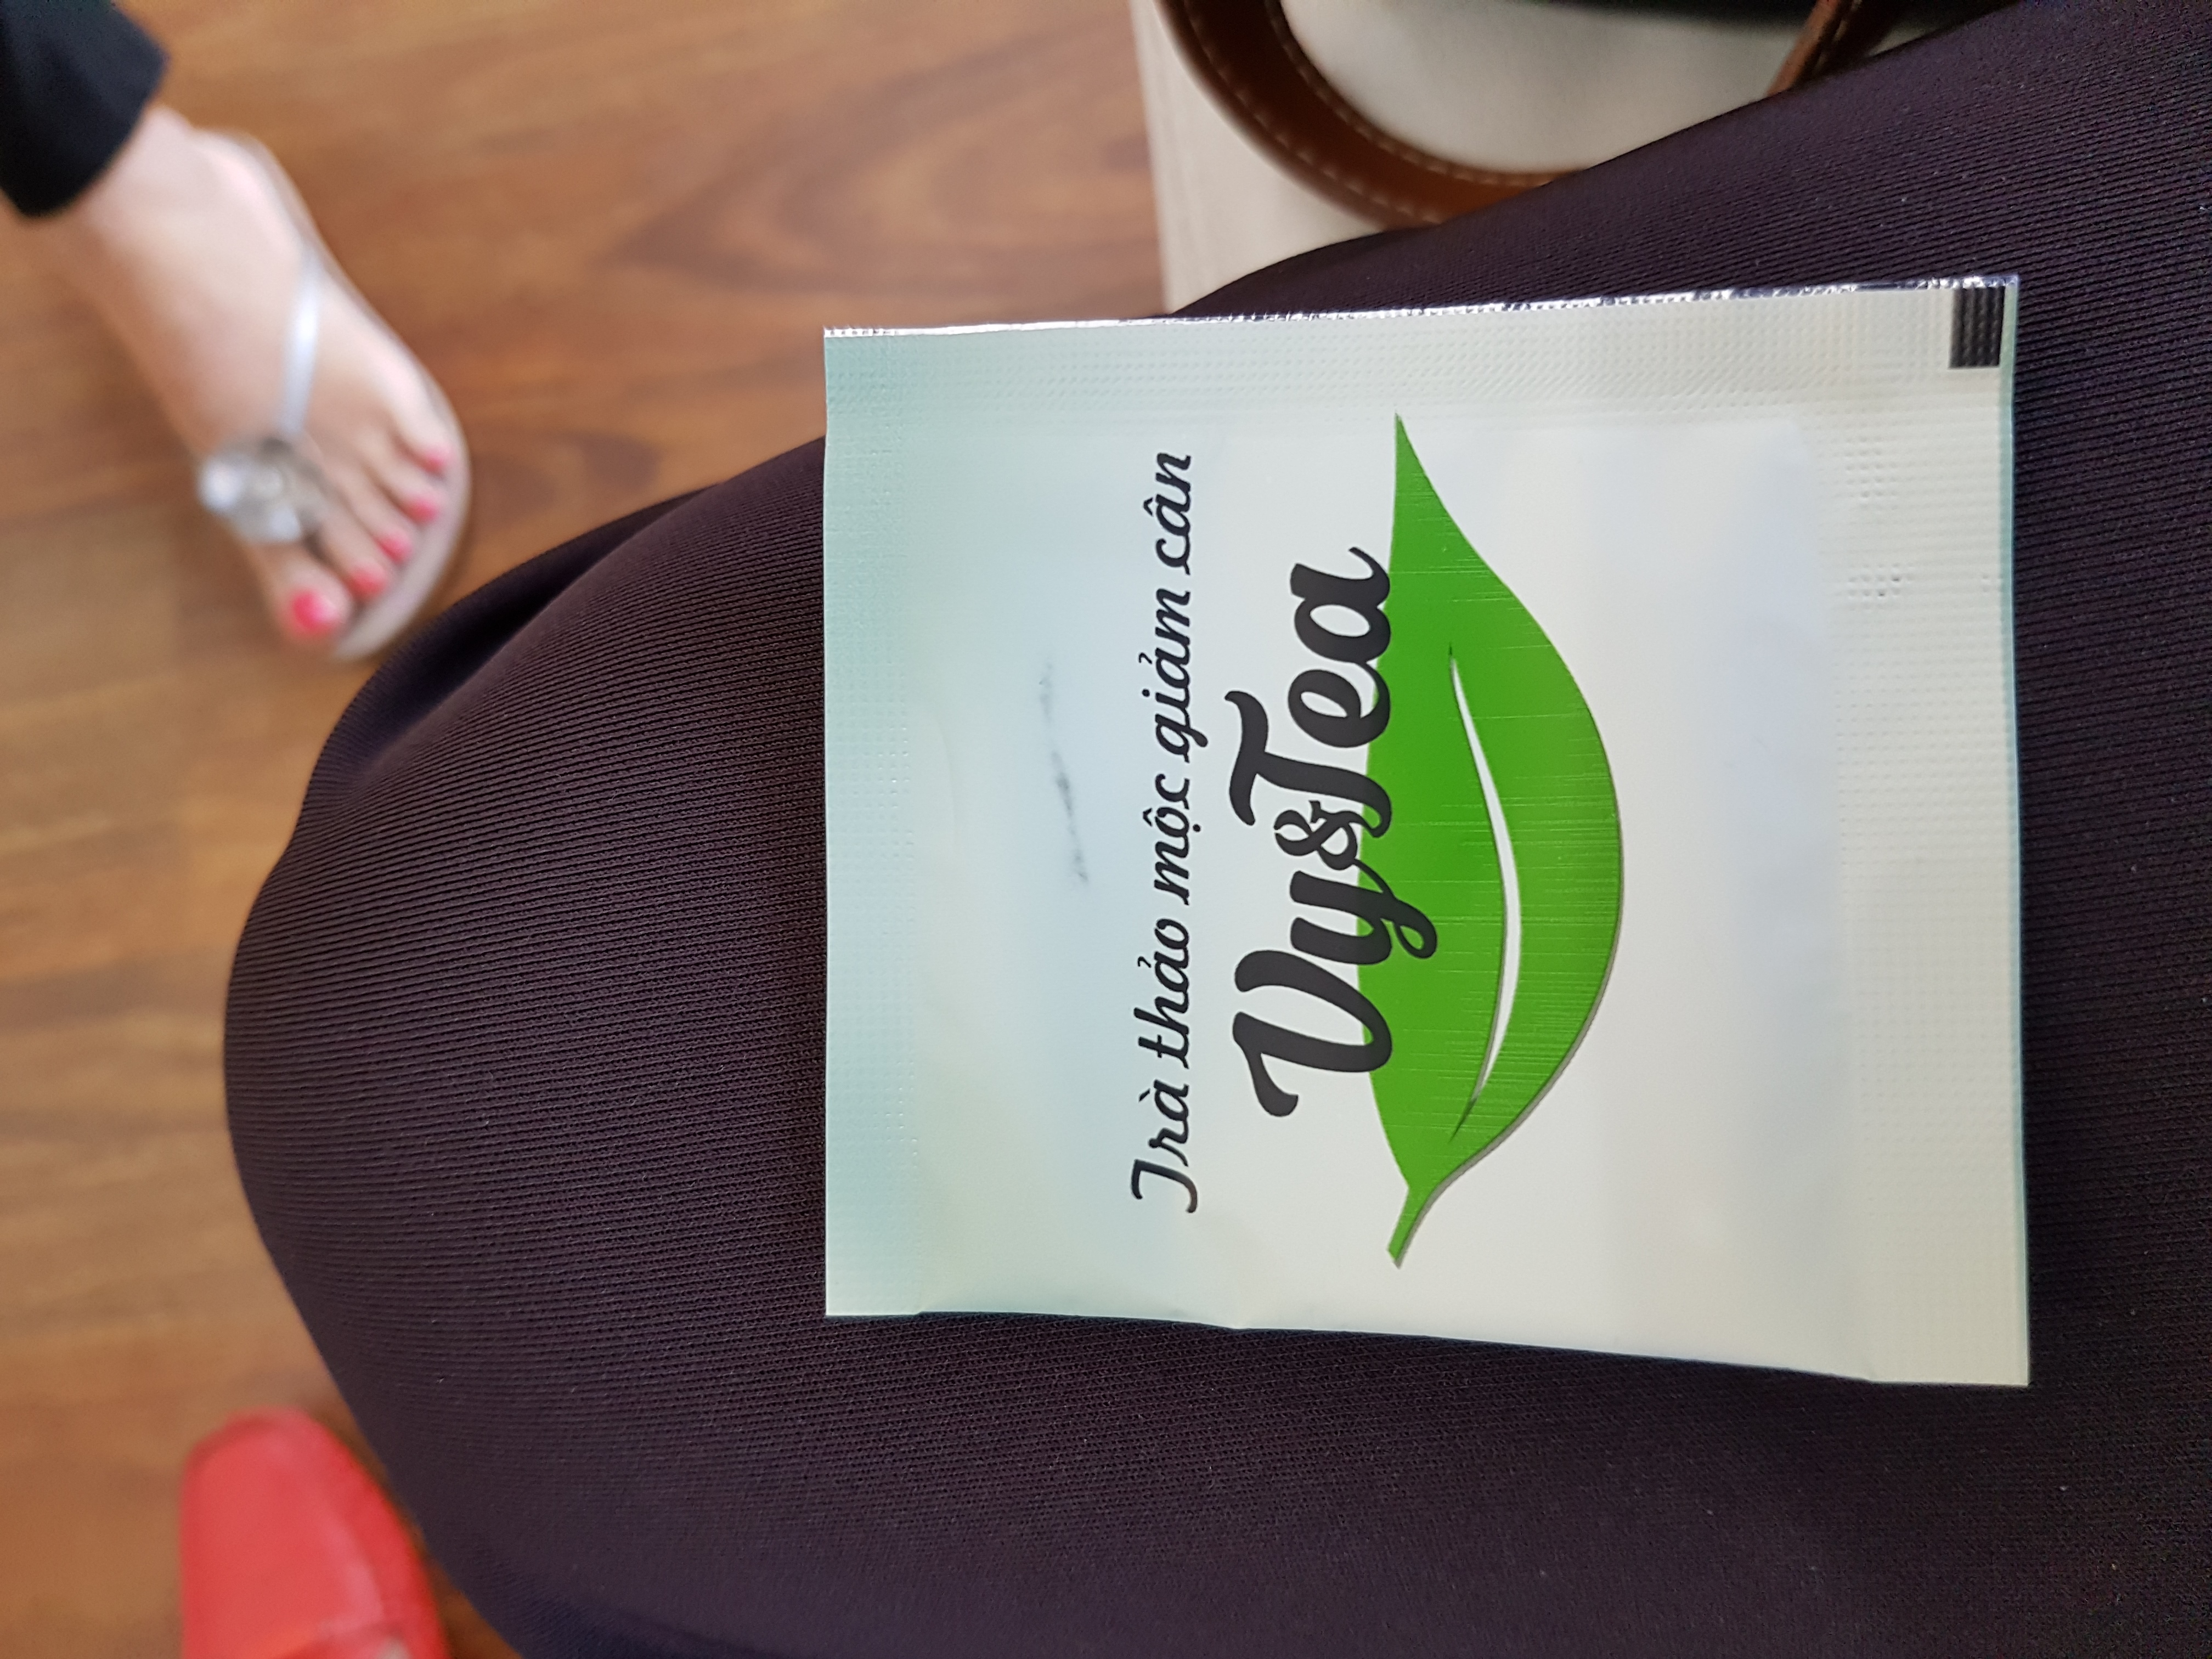 Trà thảo mộc giảm cân
Vy&Tea